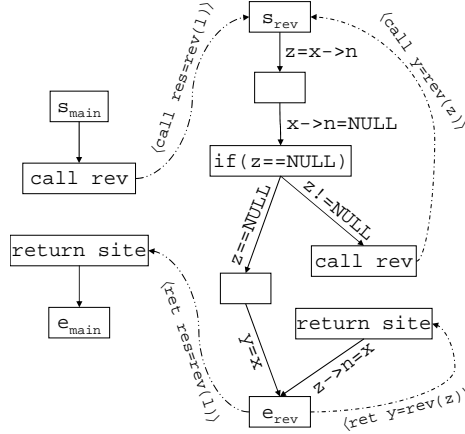 s_rev
z=x->n
⟨call res=rev(l)⟩
⟨call y=rev(z)⟩
s_main
x->n=NULL
call rev
if(z==NULL)
z==NULL
z!=NULL
return site
call rev
e_main
⟨ret res=rev(l)⟩
y=x
return site
z->n=x
e_rev
⟨ret y=rev(z)⟩